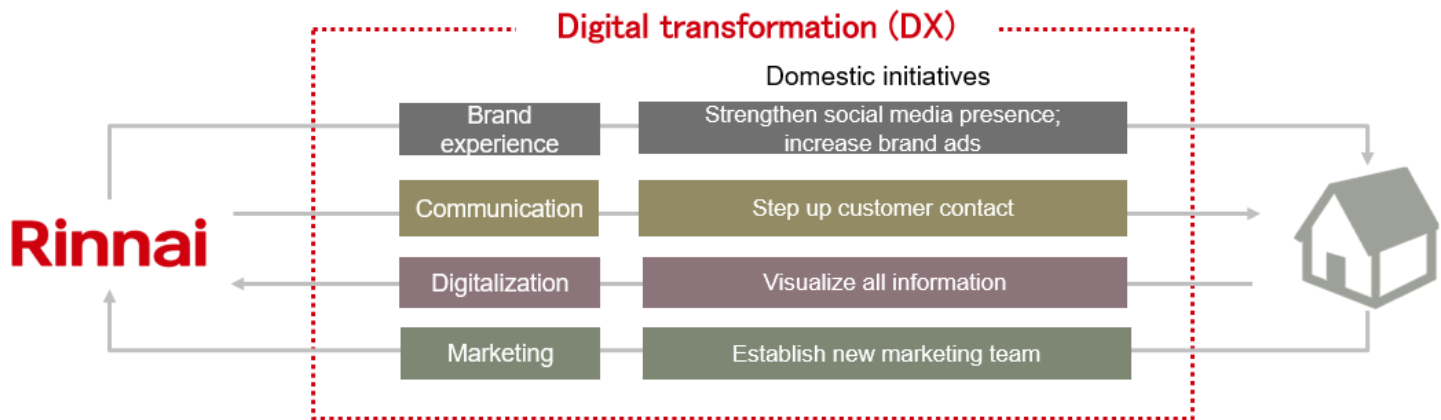 Digital transformation (DX)
Domestic initiatives
Brand
experience
Strengthen social media presence;
increase brand ads
Communication
Step up customer contact
Rinnai
Digitalization
Visualize all information
Marketing
Establish new marketing team